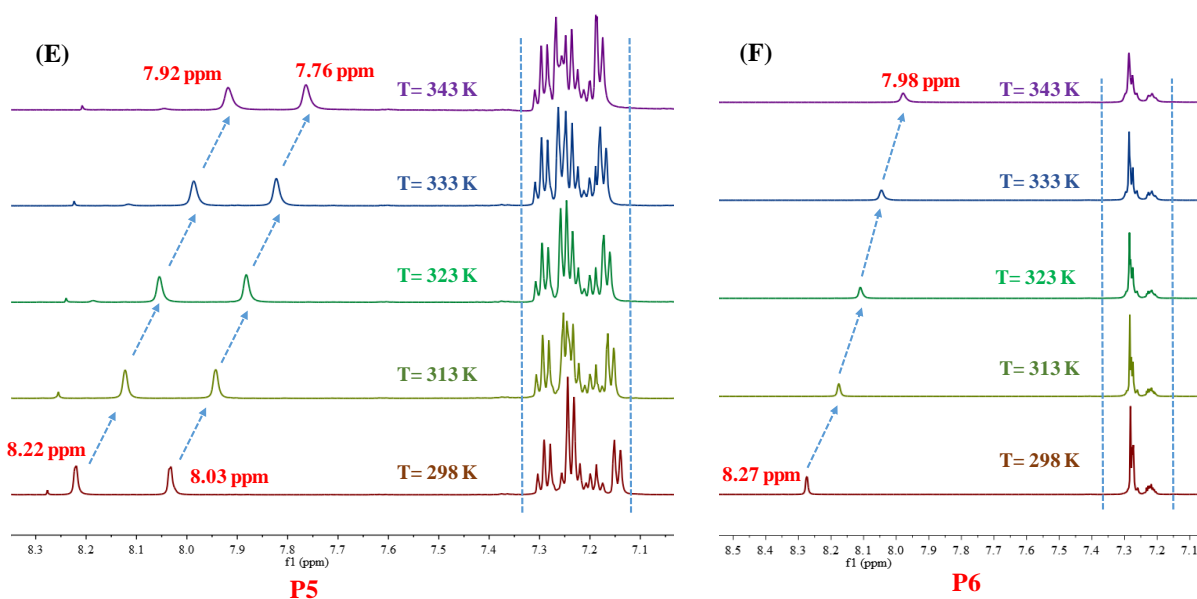 (E)
7.92 ppm
7.76 ppm
T= 343 K
T= 333 K
T= 323 K
T= 313 K
8.22 ppm
8.03 ppm
T= 298 K
8.3 8.2 8.1 8.0 7.9 7.8 7.7 7.6 7.5 7.4 7.3 7.2 7.1
f1 (ppm)
P5
(F)
7.98 ppm
T= 343 K
T= 333 K
T= 323 K
T= 313 K
8.27 ppm
T= 298 K
8.5 8.4 8.3 8.2 8.1 8.0 7.9 7.8 7.7 7.6 7.5 7.4 7.3 7.2 7.1
f1 (ppm)
P6